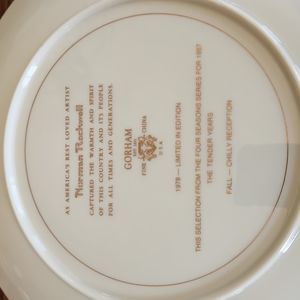 AS AMERICA'S BEST LOVED ARTIST,
Norman Rockwell
CAPTURED THE WARMTH AND SPIRIT
OF THIS COUNTRY AND ITS PEOPLE
FOR ALL TIMES AND GENERATIONS.
GORHAM
FINE CHINA
U S A
1978 — LIMITED IN EDITION
THIS SELECTION FROM THE FOUR SEASONS SERIES FOR 1957
THE TENDER YEARS
FALL — CHILLY RECEPTION